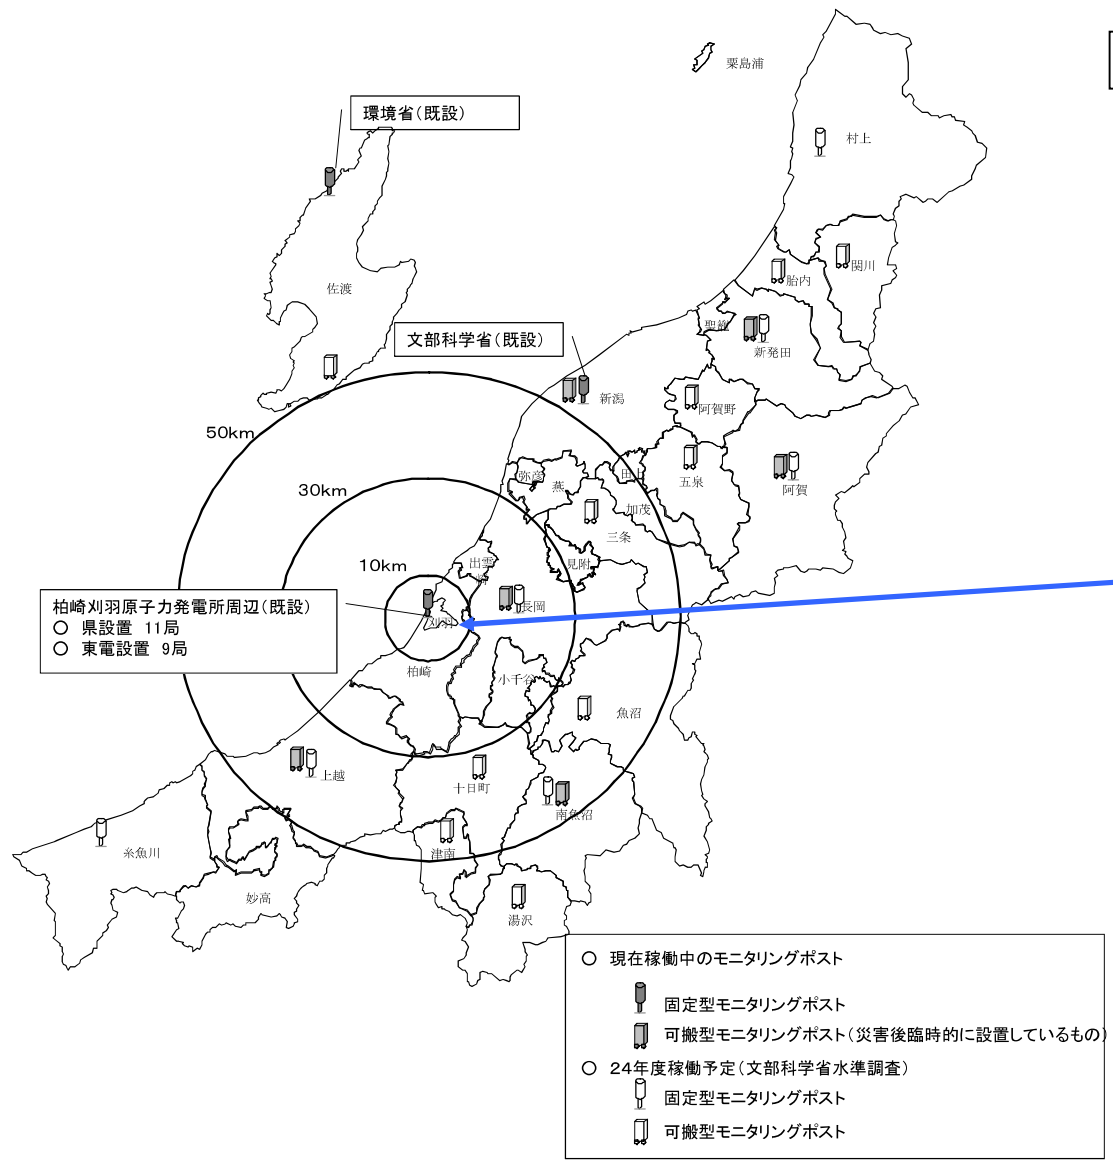 粟島浦
環境省(既設)
村上
関川
胎内
佐渡
聖籠
文部科学省(既設)
新発田
新潟
阿賀野
50km
弥彦
田上
五泉
阿賀
燕
30km
加茂
三条
10km
出雲崎
見附
柏崎刈羽原子力発電所周辺(既設)
○ 県設置 11局
○ 東電設置 9局
長岡
刈羽
柏崎
小千谷
魚沼
上越
十日町
南魚沼
糸魚川
津南
妙高
湯沢
○ 現在稼働中のモニタリングポスト
固定型モニタリングポスト
可搬型モニタリングポスト(災害後臨時的に設置しているもの)
○ 24年度稼働予定(文部科学省水準調査)
固定型モニタリングポスト
可搬型モニタリングポスト